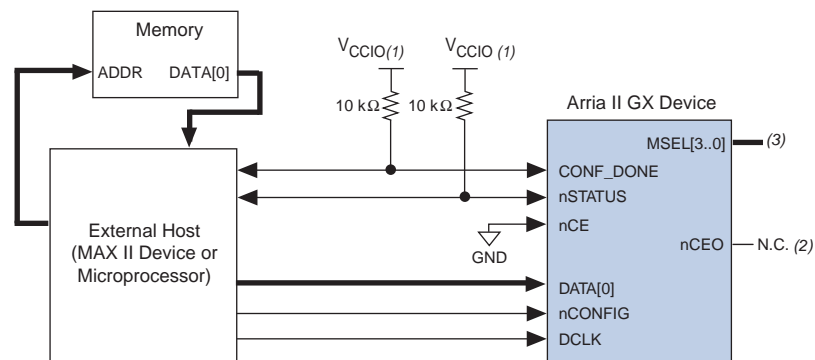 Memory
ADDR
DATA[0]
VCCIO(1)
VCCIO (1)
10 kΩ
10 kΩ
Arria II GX Device
MSEL[3..0]
(3)
CONF_DONE
nSTATUS
nCE
GND
nCEO
N.C. (2)
External Host
(MAX II Device or
Microprocessor)
DATA[0]
nCONFIG
DCLK